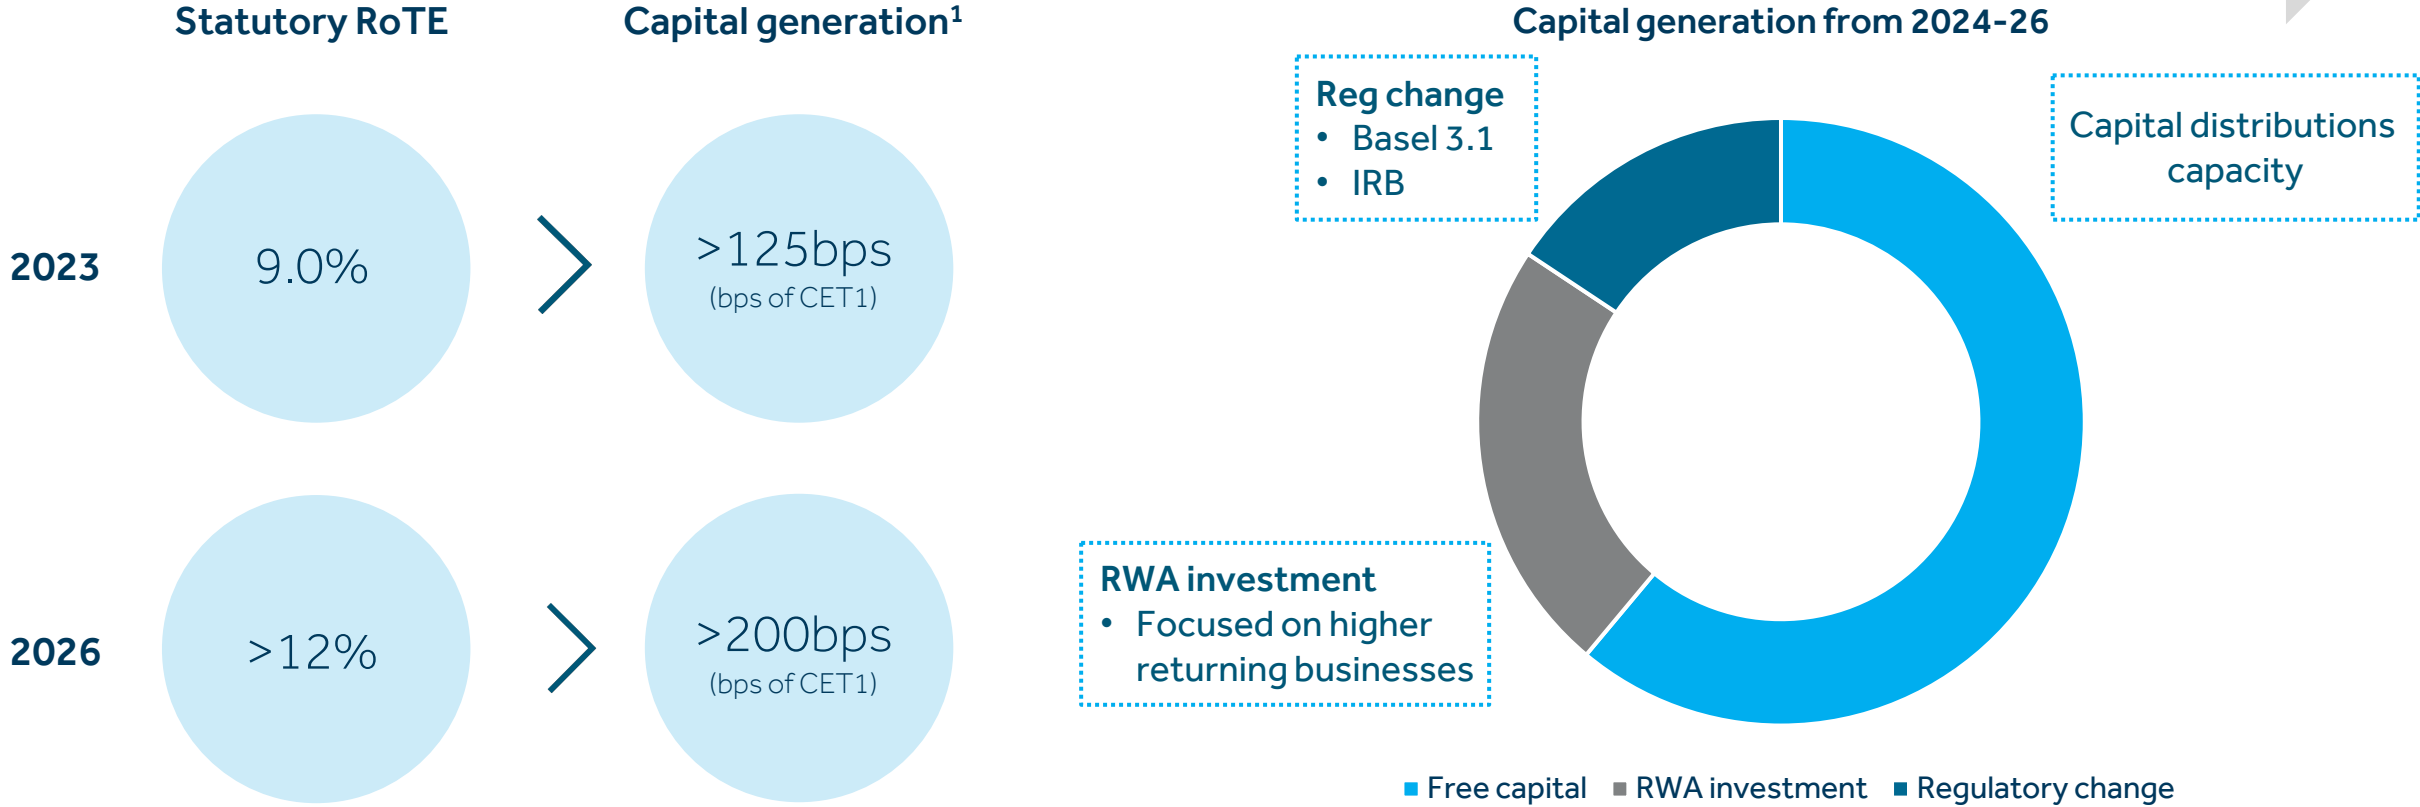 Statutory RoTE
Capital generation¹
2023
9.0%
>125bps
(bps of CET1)
2026
>12%
>200bps
(bps of CET1)
Capital generation from 2024-26
Reg change
• Basel 3.1
• IRB
Capital distributions
capacity
RWA investment
• Focused on higher
returning businesses
Free capital
RWA investment
Regulatory change